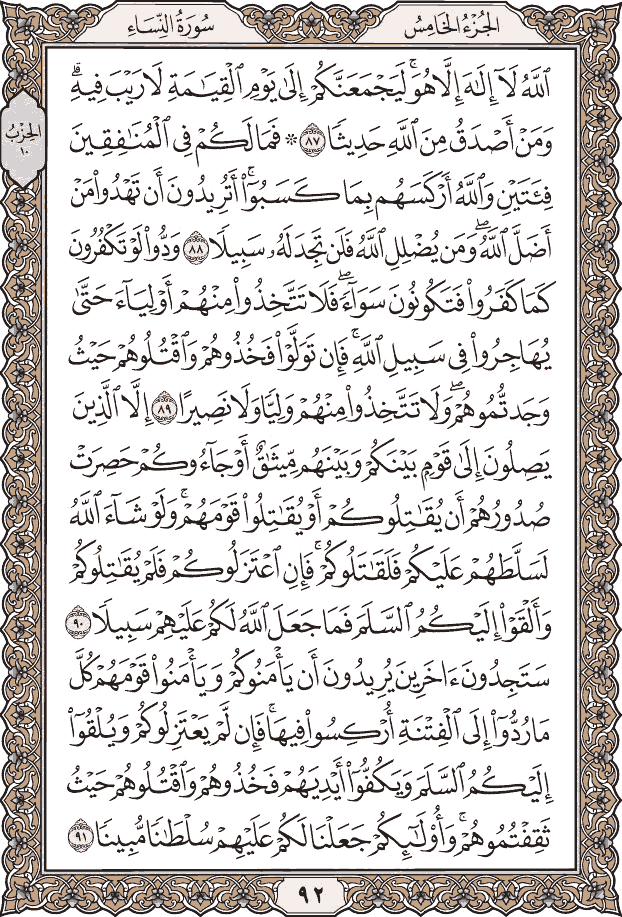 الجُزْءُ الخَامِسُ
سُورَةُ النِّسَاءِ
ٱللَّهُ لَآ إِلَٰهَ إِلَّا هُوَۚ لَيَجْمَعَنَّكُمْ إِلَىٰ يَوْمِ ٱلْقِيَٰمَةِ لَا رَيْبَ فِيهِۗ
وَمَنْ أَصْدَقُ مِنَ ٱللَّهِ حَدِيثًا ٨٧ ۞ فَمَا لَكُمْ فِى ٱلْمُنَٰفِقِينَ
فِئَتَيْنِ وَٱللَّهُ أَرْكَسَهُم بِمَا كَسَبُوٓا۟ۚ أَتُرِيدُونَ أَن تَهْدُوا۟ مَنْ
أَضَلَّ ٱللَّهُۖ وَمَن يُضْلِلِ ٱللَّهُ فَلَن تَجِدَ لَهُۥ سَبِيلًا ٨٨ وَدُّوا۟ لَوْ تَكْفُرُونَ
كَمَا كَفَرُوا۟ فَتَكُونُونَ سَوَآءًۖ فَلَا تَتَّخِذُوا۟ مِنْهُمْ أَوْلِيَآءَ حَتَّىٰ
يُهَاجِرُوا۟ فِى سَبِيلِ ٱللَّهِۚ فَإِن تَوَلَّوْا۟ فَخُذُوهُمْ وَٱقْتُلُوهُمْ حَيْثُ
وَجَدتُّمُوهُمْۖ وَلَا تَتَّخِذُوا۟ مِنْهُمْ وَلِيًّا وَلَا نَصِيرًا ٨٩ إِلَّا ٱلَّذِينَ
يَصِلُونَ إِلَىٰ قَوْمٍۭ بَيْنَكُمْ وَبَيْنَهُم مِّيثَٰقٌ أَوْ جَآءُوكُمْ حَصِرَتْ
صُدُورُهُمْ أَن يُقَٰتِلُوكُمْ أَوْ يُقَٰتِلُوا۟ قَوْمَهُمْۚ وَلَوْ شَآءَ ٱللَّهُ
لَسَلَّطَهُمْ عَلَيْكُمْ فَلَقَٰتَلُوكُمْۚ فَإِنِ ٱعْتَزَلُوكُمْ فَلَمْ يُقَٰتِلُوكُمْ
وَأَلْقَوْا۟ إِلَيْكُمُ ٱلسَّلَمَ فَمَا جَعَلَ ٱللَّهُ لَكُمْ عَلَيْهِمْ سَبِيلًا ٩٠
سَتَجِدُونَ ءَاخَرِينَ يُرِيدُونَ أَن يَأْمَنُوكُمْ وَيَأْمَنُوا۟ قَوْمَهُمْ كُلَّ
مَا رُدُّوٓا۟ إِلَى ٱلْفِتْنَةِ أُرْكِسُوا۟ فِيهَاۚ فَإِن لَّمْ يَعْتَزِلُوكُمْ وَيُلْقُوٓا۟
إِلَيْكُمُ ٱلسَّلَمَ وَيَكُفُّوٓا۟ أَيْدِيَهُمْ فَخُذُوهُمْ وَٱقْتُلُوهُمْ حَيْثُ
ثَقِفْتُمُوهُمْۚ وَأُو۟لَٰٓئِكُمْ جَعَلْنَا لَكُمْ عَلَيْهِمْ سُلْطَٰنًا مُّبِينًا ٩١
الحِزْبُ
١٠
٩٢